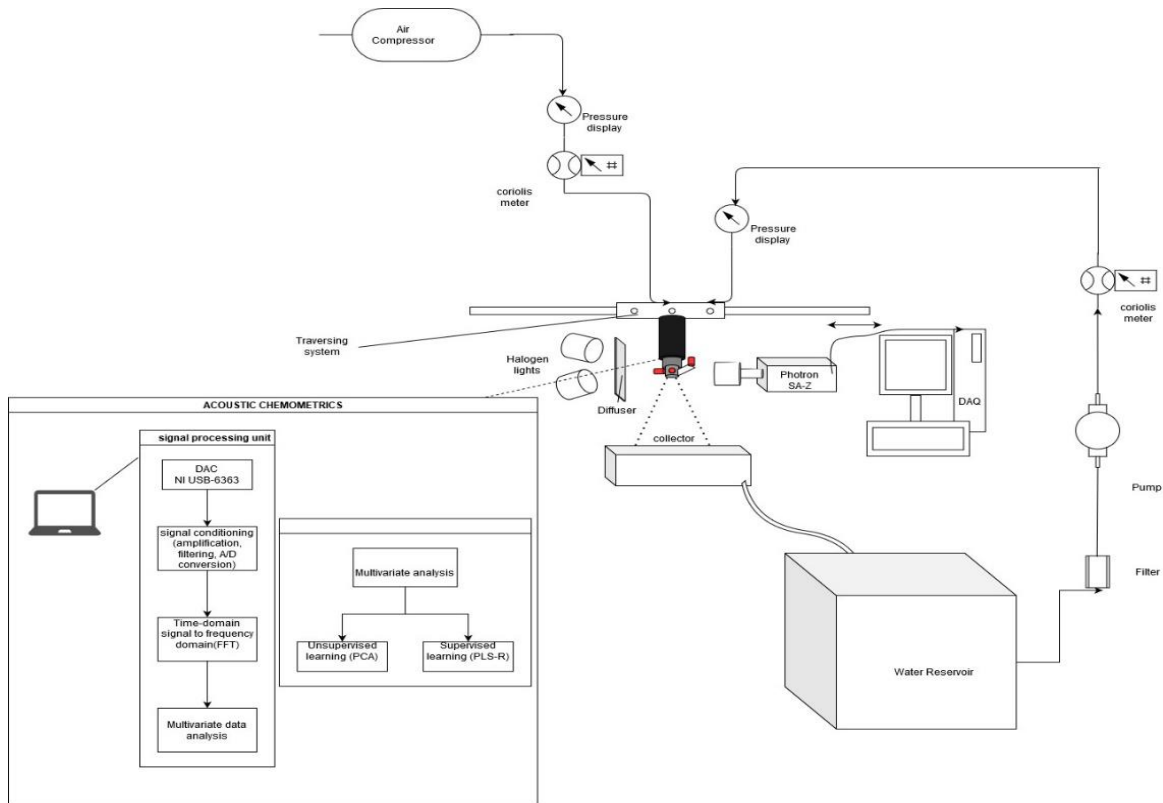 Air
Compressor
Pressure
display
coriolis
meter
Pressure
display
coriolis
meter
Traversing
system
Halogen
lights
Diffuser
Photron
SA-Z
DAQ
collector
Pump
Filter
Water Reservoir
ACOUSTIC CHEMOMETRICS
signal processing unit
DAC
NI USB-6363
signal conditioning
(amplification,
filtering, A/D
conversion)
Time-domain
signal to frequency
domain(FFT)
Multivariate data
analysis
Multivariate analysis
Unsupervised
learning (PCA)
Supervised
learning (PLS-R)